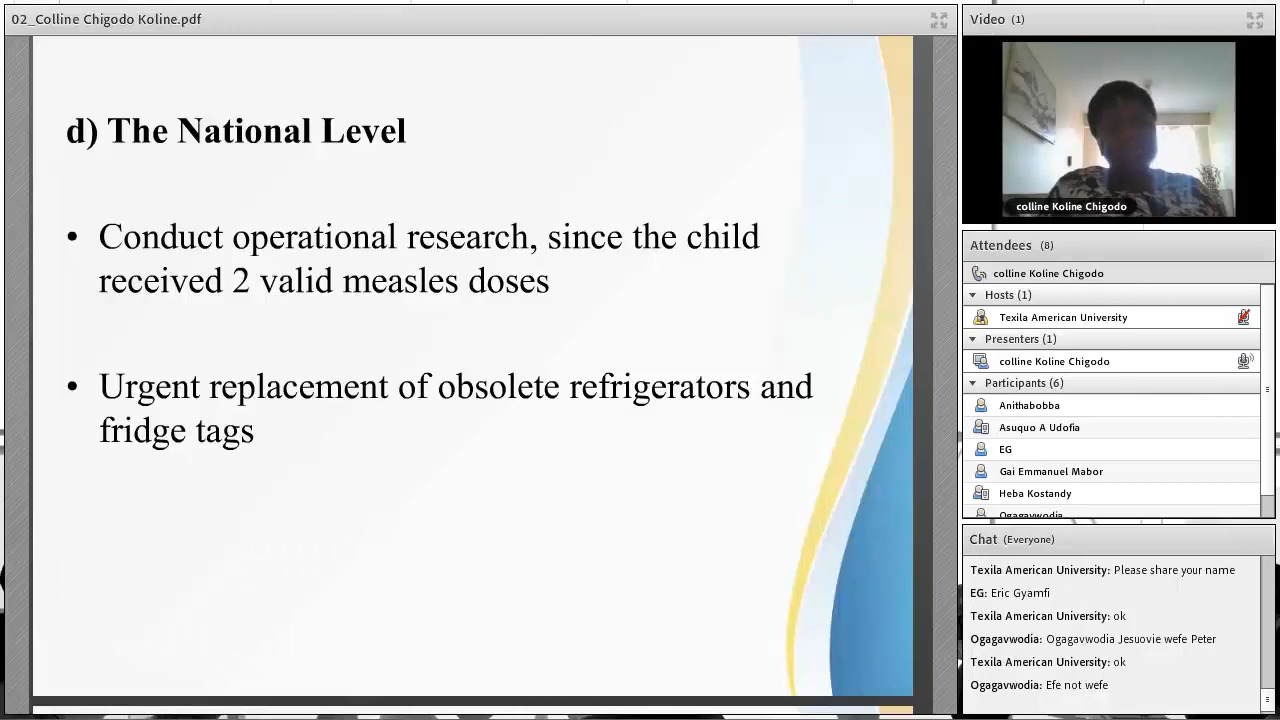 02_Colline Chigodo Koline.pdf
d) The National Level
• Conduct operational research, since the child
received 2 valid measles doses
• Urgent replacement of obsolete refrigerators and
fridge tags
Video (1)
colline Koline Chigodo
Attendees (8)
colline Koline Chigodo
Hosts (1)
Texila American University
Presenters (1)
colline Koline Chigodo
Participants (6)
Anithabobba
Asuquo A Udofia
EG
Gai Emmanuel Mabor
Heba Kostandy
Ogagavwodia
Chat (Everyone)
Texila American University: Please share your name
EG: Eric Gyamfi
Texila American University: ok
Ogagavwodia: Ogagavwodia Jesuovie wefe Peter
Texila American University: ok
Ogagavwodia: Efe not wefe